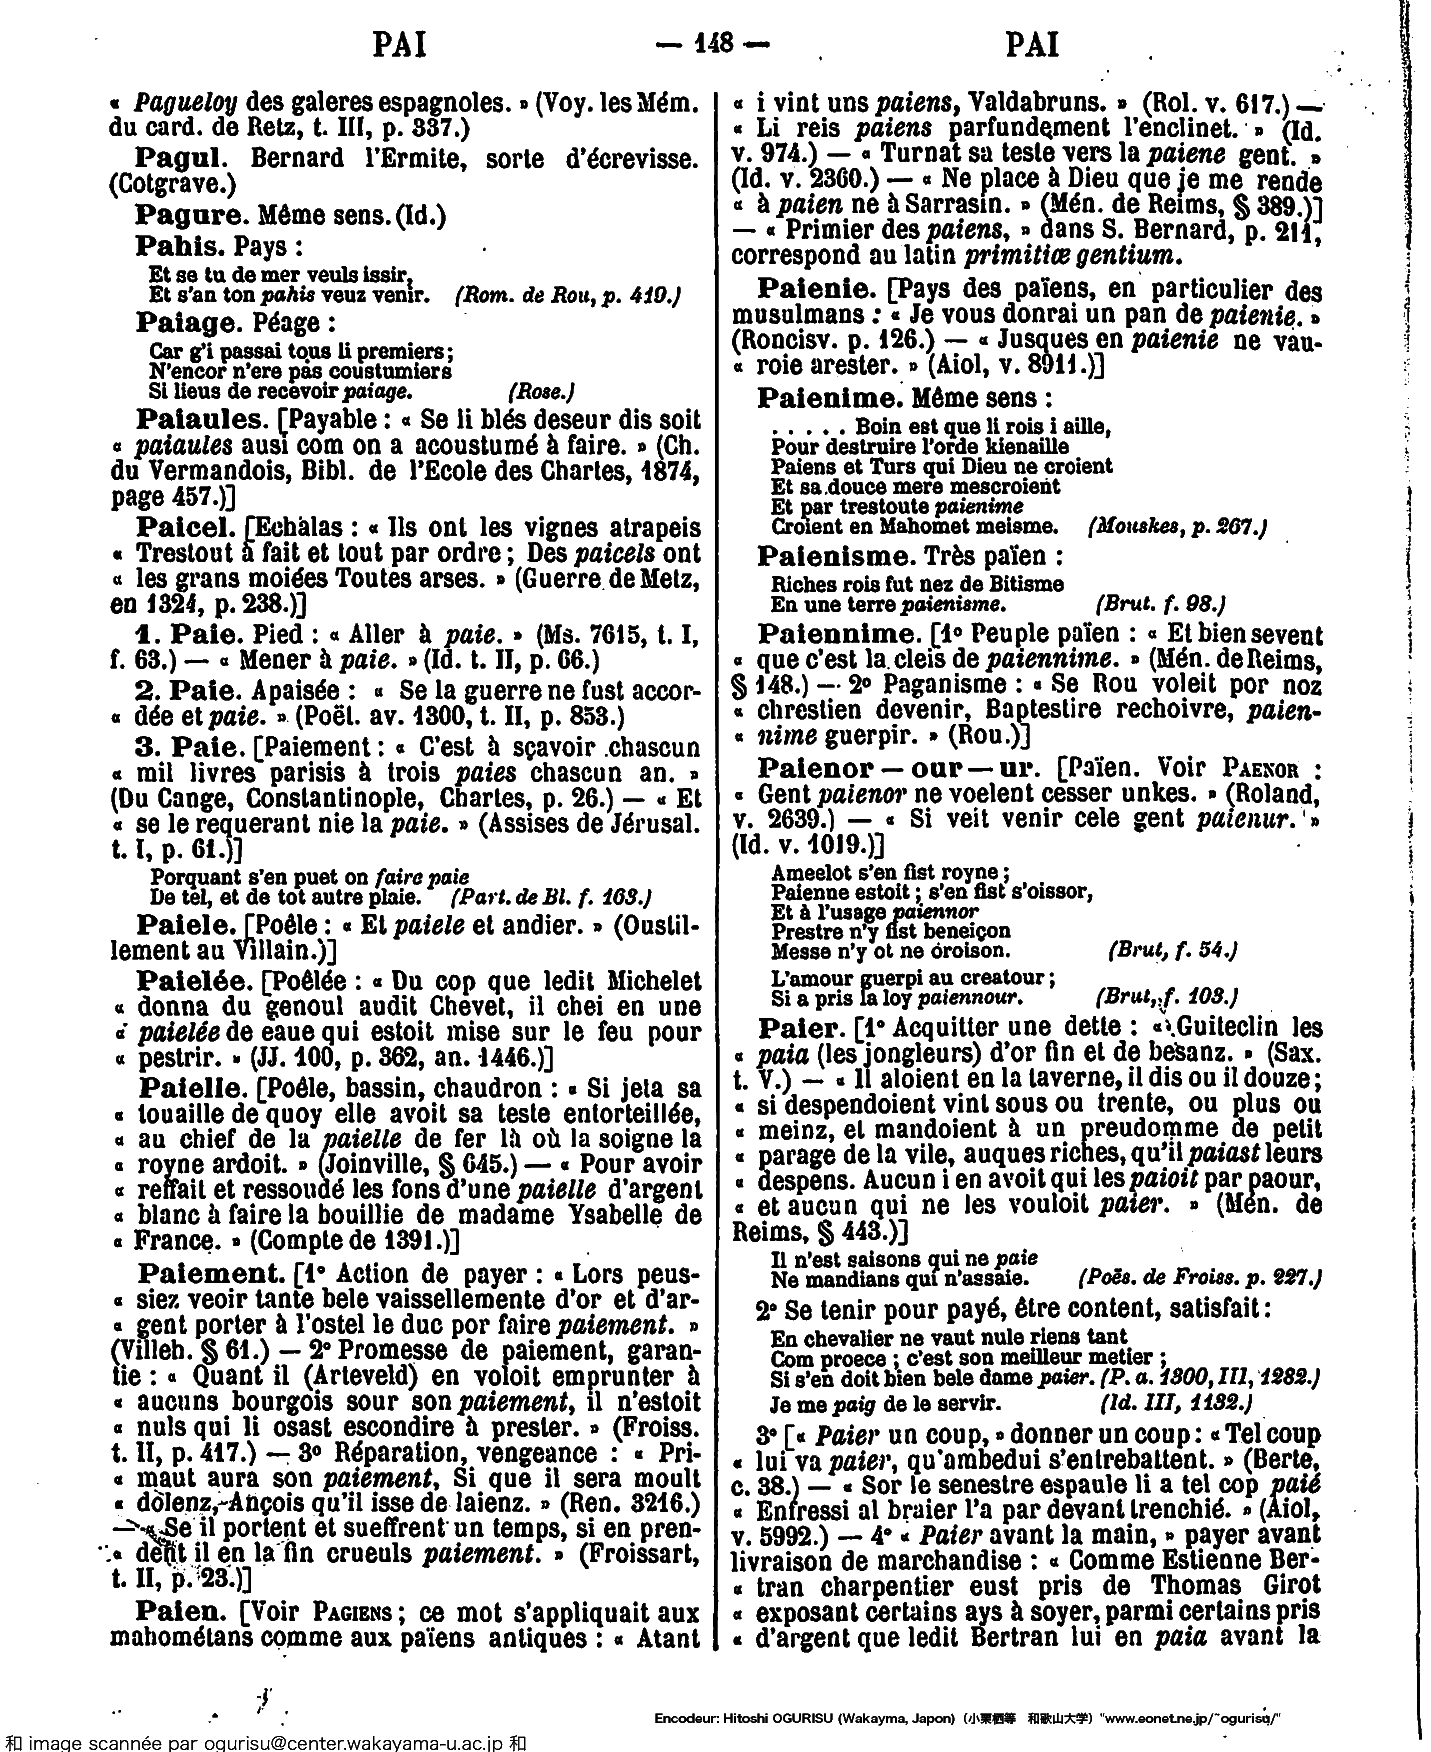 PAI — 148 — PAI
« Pagueloy des galeres espagnoles. » (Voy. les Mém.
du card. de Retz, t. III, p. 337.)
Pagul. Bernard l'Ermite, sorte d'écrevisse.
(Cotgrave.)
Pagure. Même sens. (Id.)
Pahis. Pays :
Et se tu de mer veuls issir,
Et s'an ton pahis veuz venir. (Rom. de Rou, p. 419.)
Paiage. Péage :
Car g'i passai tous li premiers ;
N'encor n'ere pas coustumiers
Si lieus de recevoir paiage. (Rose.)
Paiaules. [Payable : « Se li blés deseur dis soit
« paiaules ausi com on a acoustumé à faire. » (Ch.
du Vermandois, Bibl. de l'Ecole des Chartes, 1874,
page 457.)]
Paicel. [Echalas : « Ils ont les vignes atrapeis
« Trestout à fait et tout par ordre ; Des paicels ont
« les grans moiées Toutes arses. » (Guerre de Metz,
en 1324, p. 238.)]
1. Paie. Pied : « Aller à paie. » (Ms. 7615, t. I,
f. 63.) — « Mener à paie. » (Id. t. II, p. 66.)
2. Paie. Apaisée : « Se la guerre ne fust accor-
« dée et paie. » (Poët. av. 1300, t. II, p. 853.)
3. Paie. [Paiement : « C'est à sçavoir chascun
« mil livres parisis à trois paies chascun an. »
(Du Cange, Constantinople, Chartes, p. 26.) — « Et
« se le requerant nie la paie. » (Assises de Jérusal.
t. I, p. 61.)]
Porquant s'en puet on faire paie
De tel, et de tot autre plaie. (Part. de Bl. f. 163.)
Paiele. [Poêle : « Et paiele et andier. » (Oustil-
lement au Villain.)]
Paielée. [Poêlée : « Du cop que ledit Michelet
« donna du genoul audit Chevet, il chei en une
« paielée de eaue qui estoit mise sur le feu pour
« pestrir. » (JJ. 100, p. 362, an. 1446.)]
Paielle. [Poêle, bassin, chaudron : « Si jeta sa
« touaille de quoy elle avoit sa teste entorteillée,
« au chief de la paielle de fer là où la soigne la
« royne ardoit. » (Joinville, § 645.) — « Pour avoir
« reffait et ressoudé les fons d'une paielle d'argent
« blanc à faire la bouillie de madame Ysabelle de
« France. » (Compte de 1391.)]
Paiement. [1° Action de payer : « Lors peus-
« siez veoir tante bele vaissellemente d'or et d'ar-
« gent porter à l'ostel le duc por faire paiement. »
(Villeh. § 61.) — 2° Promesse de paiement, garan-
tie : « Quant il (Arteveld) en voloit emprunter à
« aucuns bourgois sour son paiement, il n'estoit
« nuls qui li osast escondire à prester. » (Froiss.
t. II, p. 417.) — 3° Réparation, vengeance : « Pri-
« maut aura son paiement, Si que il sera moult
« dolenz, Ançois qu'il isse de laienz. » (Ren. 3216.)
— « Se il portent et sueffrent un temps, si en pren-
« dent il en la fin crueuls paiement. » (Froissart,
t. II, p. 23.)]
Paien. [Voir PAGIENS ; ce mot s'appliquait aux
mahométans comme aux païens antiques : « Atant
« i vint uns paiens, Valdabruns. » (Rol. v. 617.) —
« Li reis paiens parfundement l'enclinet. » (Id.
v. 974.) — « Turnat sa teste vers la paiene gent. »
(Id. v. 2360.) — « Ne place à Dieu que je me rende
« à paien ne à Sarrasin. » (Mén. de Reims, § 389.)]
— « Primier des paiens, » dans S. Bernard, p. 211,
correspond au latin primitiæ gentium.
Paienie. [Pays des païens, en particulier des
musulmans : « Je vous donrai un pan de paienie. »
(Roncisv. p. 126.) — « Jusques en paienie ne vau-
« roie arester. » (Aiol, v. 8911.)]
Paienime. Même sens :
. . . . . Boin est que li rois i aille,
Pour destruire l'orde kienaille
Paiens et Turs qui Dieu ne croient
Et sa douce mere mescroient
Et par trestoute paienime
Croient en Mahomet meisme. (Mouskes, p. 267.)
Paienisme. Très païen :
Riches rois fut nez de Bitisme
En une terre paienisme. (Brut. f. 98.)
Paiennime. [1° Peuple païen : « Et bien sevent
« que c'est la cleis de paiennime. » (Mén. de Reims,
§ 148.) — 2° Paganisme : « Se Rou voleit por noz
« chrestien devenir, Baptestire rechoivre, paien-
« nime guerpir. » (Rou.)]
Paienor — our — ur. [Païen. Voir PAENOR :
« Gent paienor ne voelent cesser unkes. » (Roland,
v. 2639.) — « Si veit venir cele gent paienur. »
(Id. v. 1019.)]
Ameelot s'en fist royne ;
Paienne estoit ; s'en fist s'oissor,
Et à l'usage paiennor
Prestre n'y fist beneiçon
Messe n'y ot ne oroison. (Brut, f. 54.)
L'amour guerpi au creatour ;
Si a pris la loy paiennour. (Brut, f. 103.)
Paier. [1° Acquitter une dette : « Guiteclin les
« paia (les jongleurs) d'or fin et de besanz. » (Sax.
t. V.) — « Il aloient en la taverne, il dis ou il douze ;
« si despendoient vint sous ou trente, ou plus ou
« meinz, et mandoient à un preudomme de petit
« parage de la vile, auques riches, qu'il paiast leurs
« despens. Aucun i en avoit qui les paioit par paour,
« et aucun qui ne les vouloit paier. » (Mén. de
Reims, § 443.)]
Il n'est saisons qui ne paie
Ne mandians qui n'assaie. (Poës. de Froiss. p. 227.)
2° Se tenir pour payé, être content, satisfait :
En chevalier ne vaut nule riens tant
Com proece ; c'est son meilleur metier ;
Si s'en doit bien bele dame paier. (P. a. 1300, III, 1282.)
Je me paig de le servir. (Id. III, 1132.)
3° [« Paier un coup, » donner un coup : « Tel coup
« lui va paier, qu'ambedui s'entrebattent. » (Berte,
c. 38.) — « Sor le senestre espaule li a tel cop paié
« Enfressi al braier l'a par devant trenchié. » (Aiol,
v. 5992.) — 4° « Paier avant la main, » payer avant
livraison de marchandise : « Comme Estienne Ber-
« tran charpentier eust pris de Thomas Girot
« exposant certains ays à soyer, parmi certains pris
« d'argent que ledit Bertran lui en paia avant la
Encodeur: Hitoshi OGURISU (Wakayma, Japon) (小栗栖等 和歌山大学) "www.eonet.ne.jp/~ogurisu/"
和 image scannée par ogurisu@center.wakayama-u.ac.jp 和